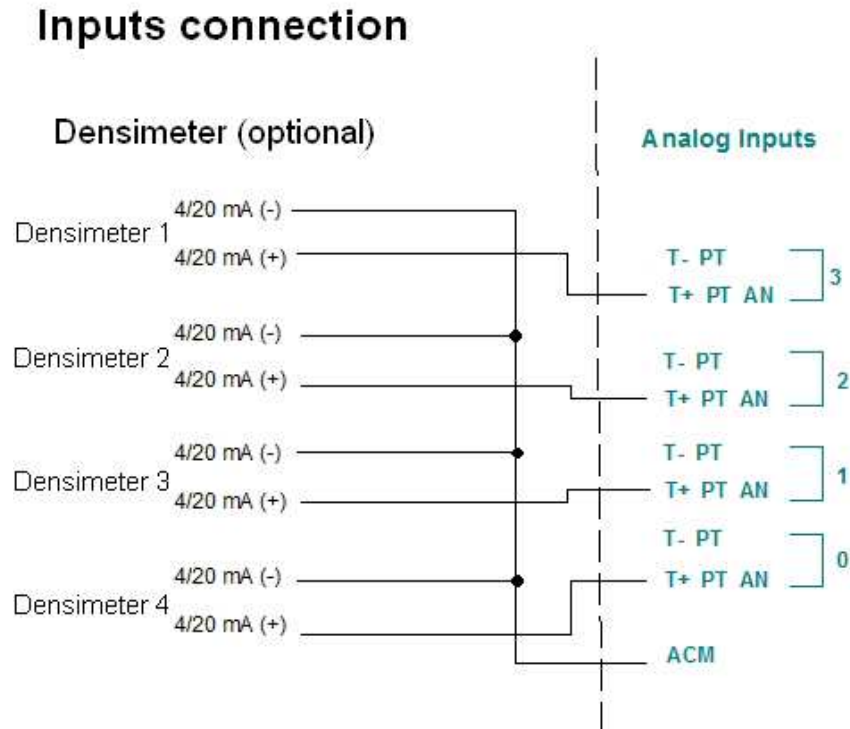 Inputs connection
Densimeter (optional)
Analog Inputs
Densimeter 1
4/20 mA (-)
4/20 mA (+)
T- PT
T+ PT AN
3
Densimeter 2
4/20 mA (-)
4/20 mA (+)
T- PT
T+ PT AN
2
Densimeter 3
4/20 mA (-)
4/20 mA (+)
T- PT
T+ PT AN
1
Densimeter 4
4/20 mA (-)
4/20 mA (+)
T- PT
T+ PT AN
0
ACM